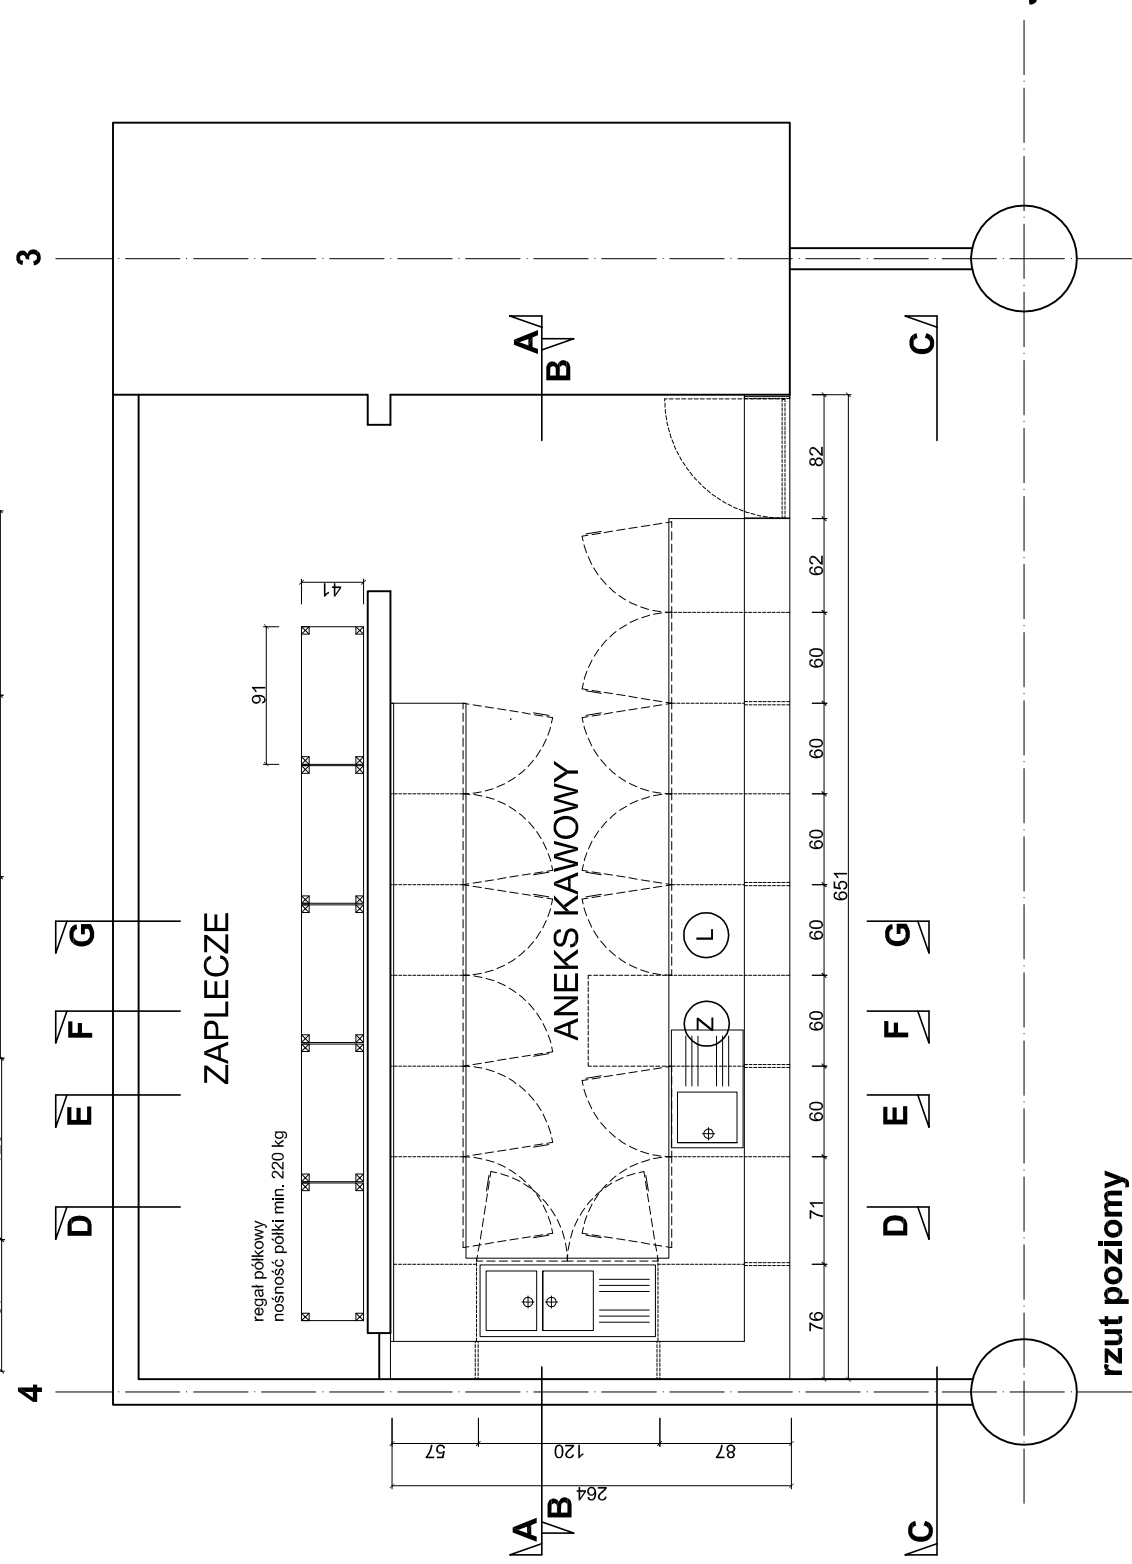 4 3
D E F G
ZAPLECZE
regał półkowy
nośność półki min. 220 kg
91
41
57
A A
B B
ANEKS KAWOWY
120
264
Z L
87
76 71 60 60 60 60 60 60 62 82
651
D E F G
C C
rzut poziomy